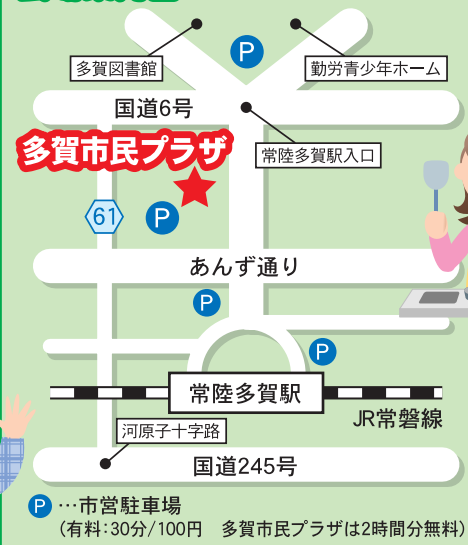 多賀図書館
P
勤労青少年ホーム
国道6号
常陸多賀駅入口
多賀市民プラザ
61
P
あんず通り
P
P
常陸多賀駅
JR常磐線
河原子十字路
国道245号
P…市営駐車場
(有料:30分/100円 多賀市民プラザは2時間分無料)